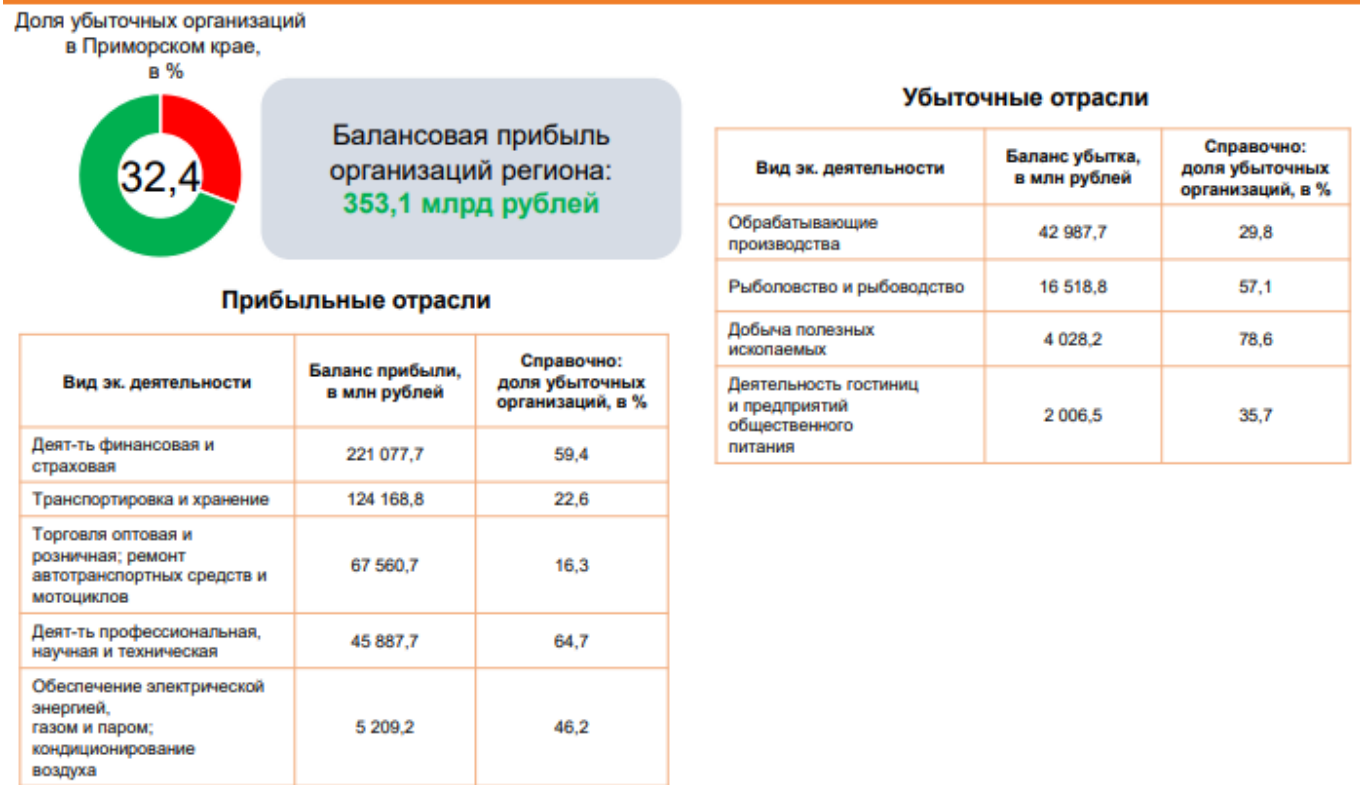 Доля убыточных организаций
в Приморском крае,
в %
32,4
Балансовая прибыль
организаций региона:
353,1 млрд рублей
Прибыльные отрасли
Вид эк. деятельности
Баланс прибыли,
в млн рублей
Справочно:
доля убыточных
организаций, в %
Деят-ть финансовая и
страховая
221 077,7
59,4
Транспортировка и хранение
124 168,8
22,6
Торговля оптовая и
розничная; ремонт
автотранспортных средств и
мотоциклов
67 560,7
16,3
Деят-ть профессиональная,
научная и техническая
45 887,7
64,7
Обеспечение электрической
энергией,
газом и паром;
кондиционирование
воздуха
5 209,2
46,2
Убыточные отрасли
Вид эк. деятельности
Баланс убытка,
в млн рублей
Справочно:
доля убыточных
организаций, в %
Обрабатывающие
производства
42 987,7
29,8
Рыболовство и рыбоводство
16 518,8
57,1
Добыча полезных
ископаемых
4 028,2
78,6
Деятельность гостиниц
и предприятий
общественного
питания
2 006,5
35,7